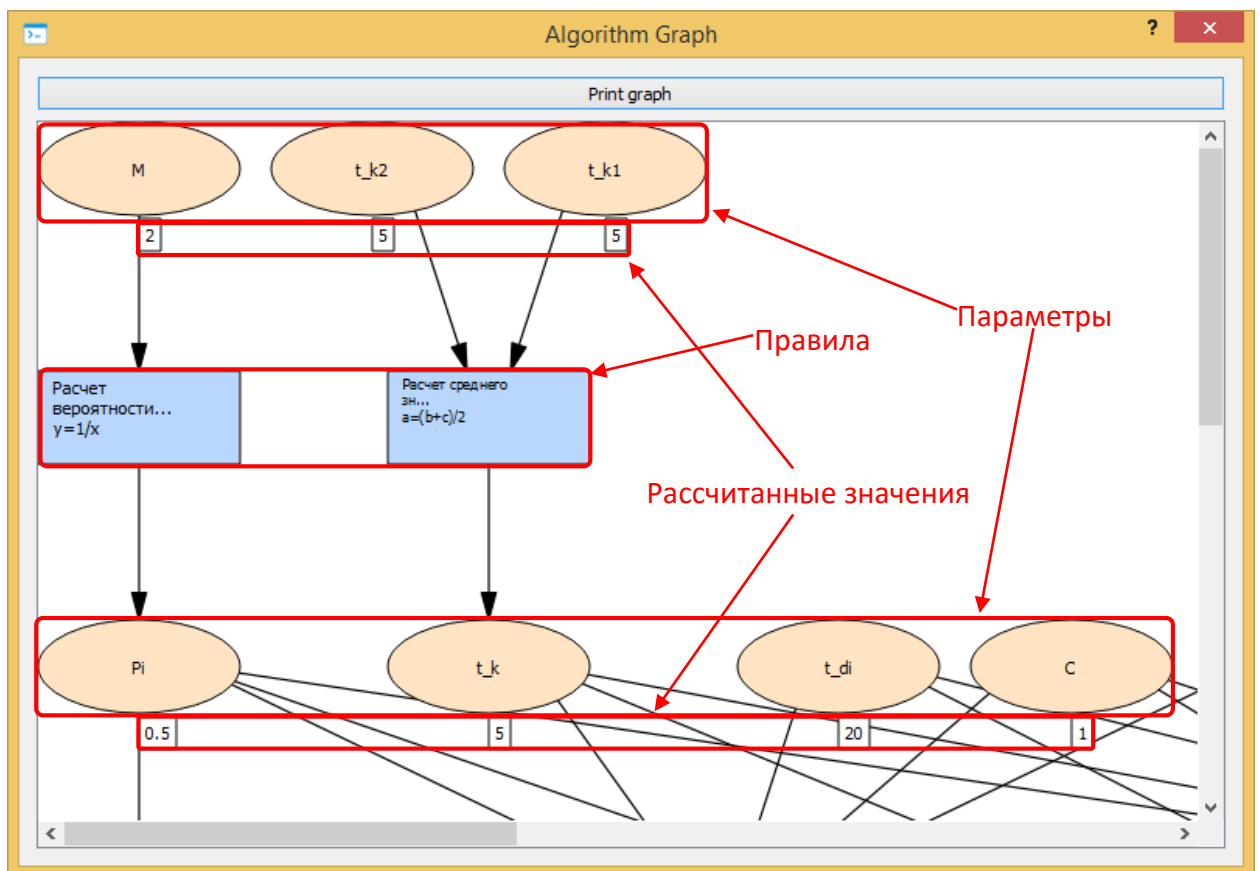 Algorithm Graph
?
Print graph
M
t_k2
t_k1
2
5
5
Параметры
Правила
Расчет
вероятности...
y=1/x
Расчет среднего
зн...
a=(b+c)/2
Рассчитанные значения
Pi
t_k
t_di
C
0.5
5
20
1